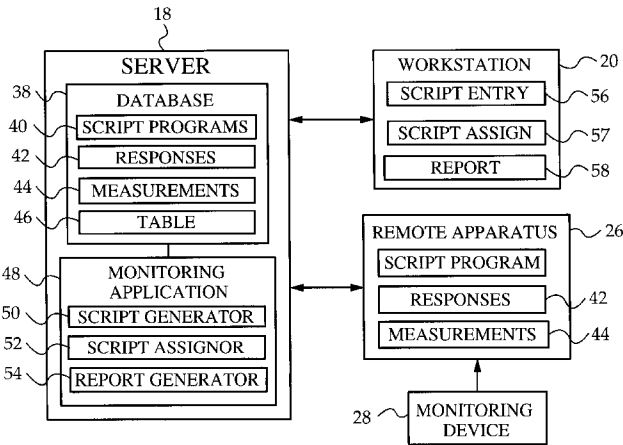 18
SERVER
38
DATABASE
40
SCRIPT PROGRAMS
42
RESPONSES
44
MEASUREMENTS
46
TABLE
48
MONITORING
APPLICATION
50
SCRIPT GENERATOR
52
SCRIPT ASSIGNOR
54
REPORT GENERATOR
WORKSTATION
20
SCRIPT ENTRY
56
SCRIPT ASSIGN
57
REPORT
58
REMOTE APPARATUS
26
SCRIPT PROGRAM
RESPONSES
42
MEASUREMENTS
44
28
MONITORING
DEVICE